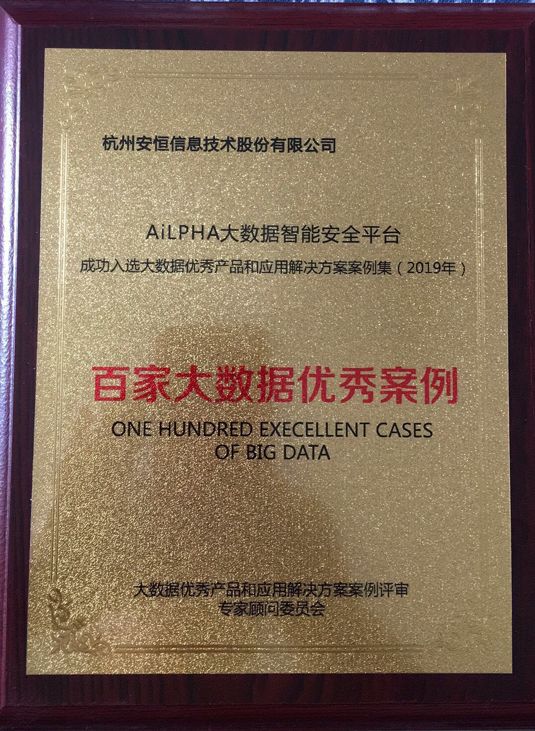 杭州安恒信息技术股份有限公司
AiLPHA大数据智能安全平台
成功入选大数据优秀产品和应用解决方案案例集（2019年）
百家大数据优秀案例
ONE HUNDRED EXECELLENT CASES
OF BIG DATA
大数据优秀产品和应用解决方案案例评审
专家顾问委员会